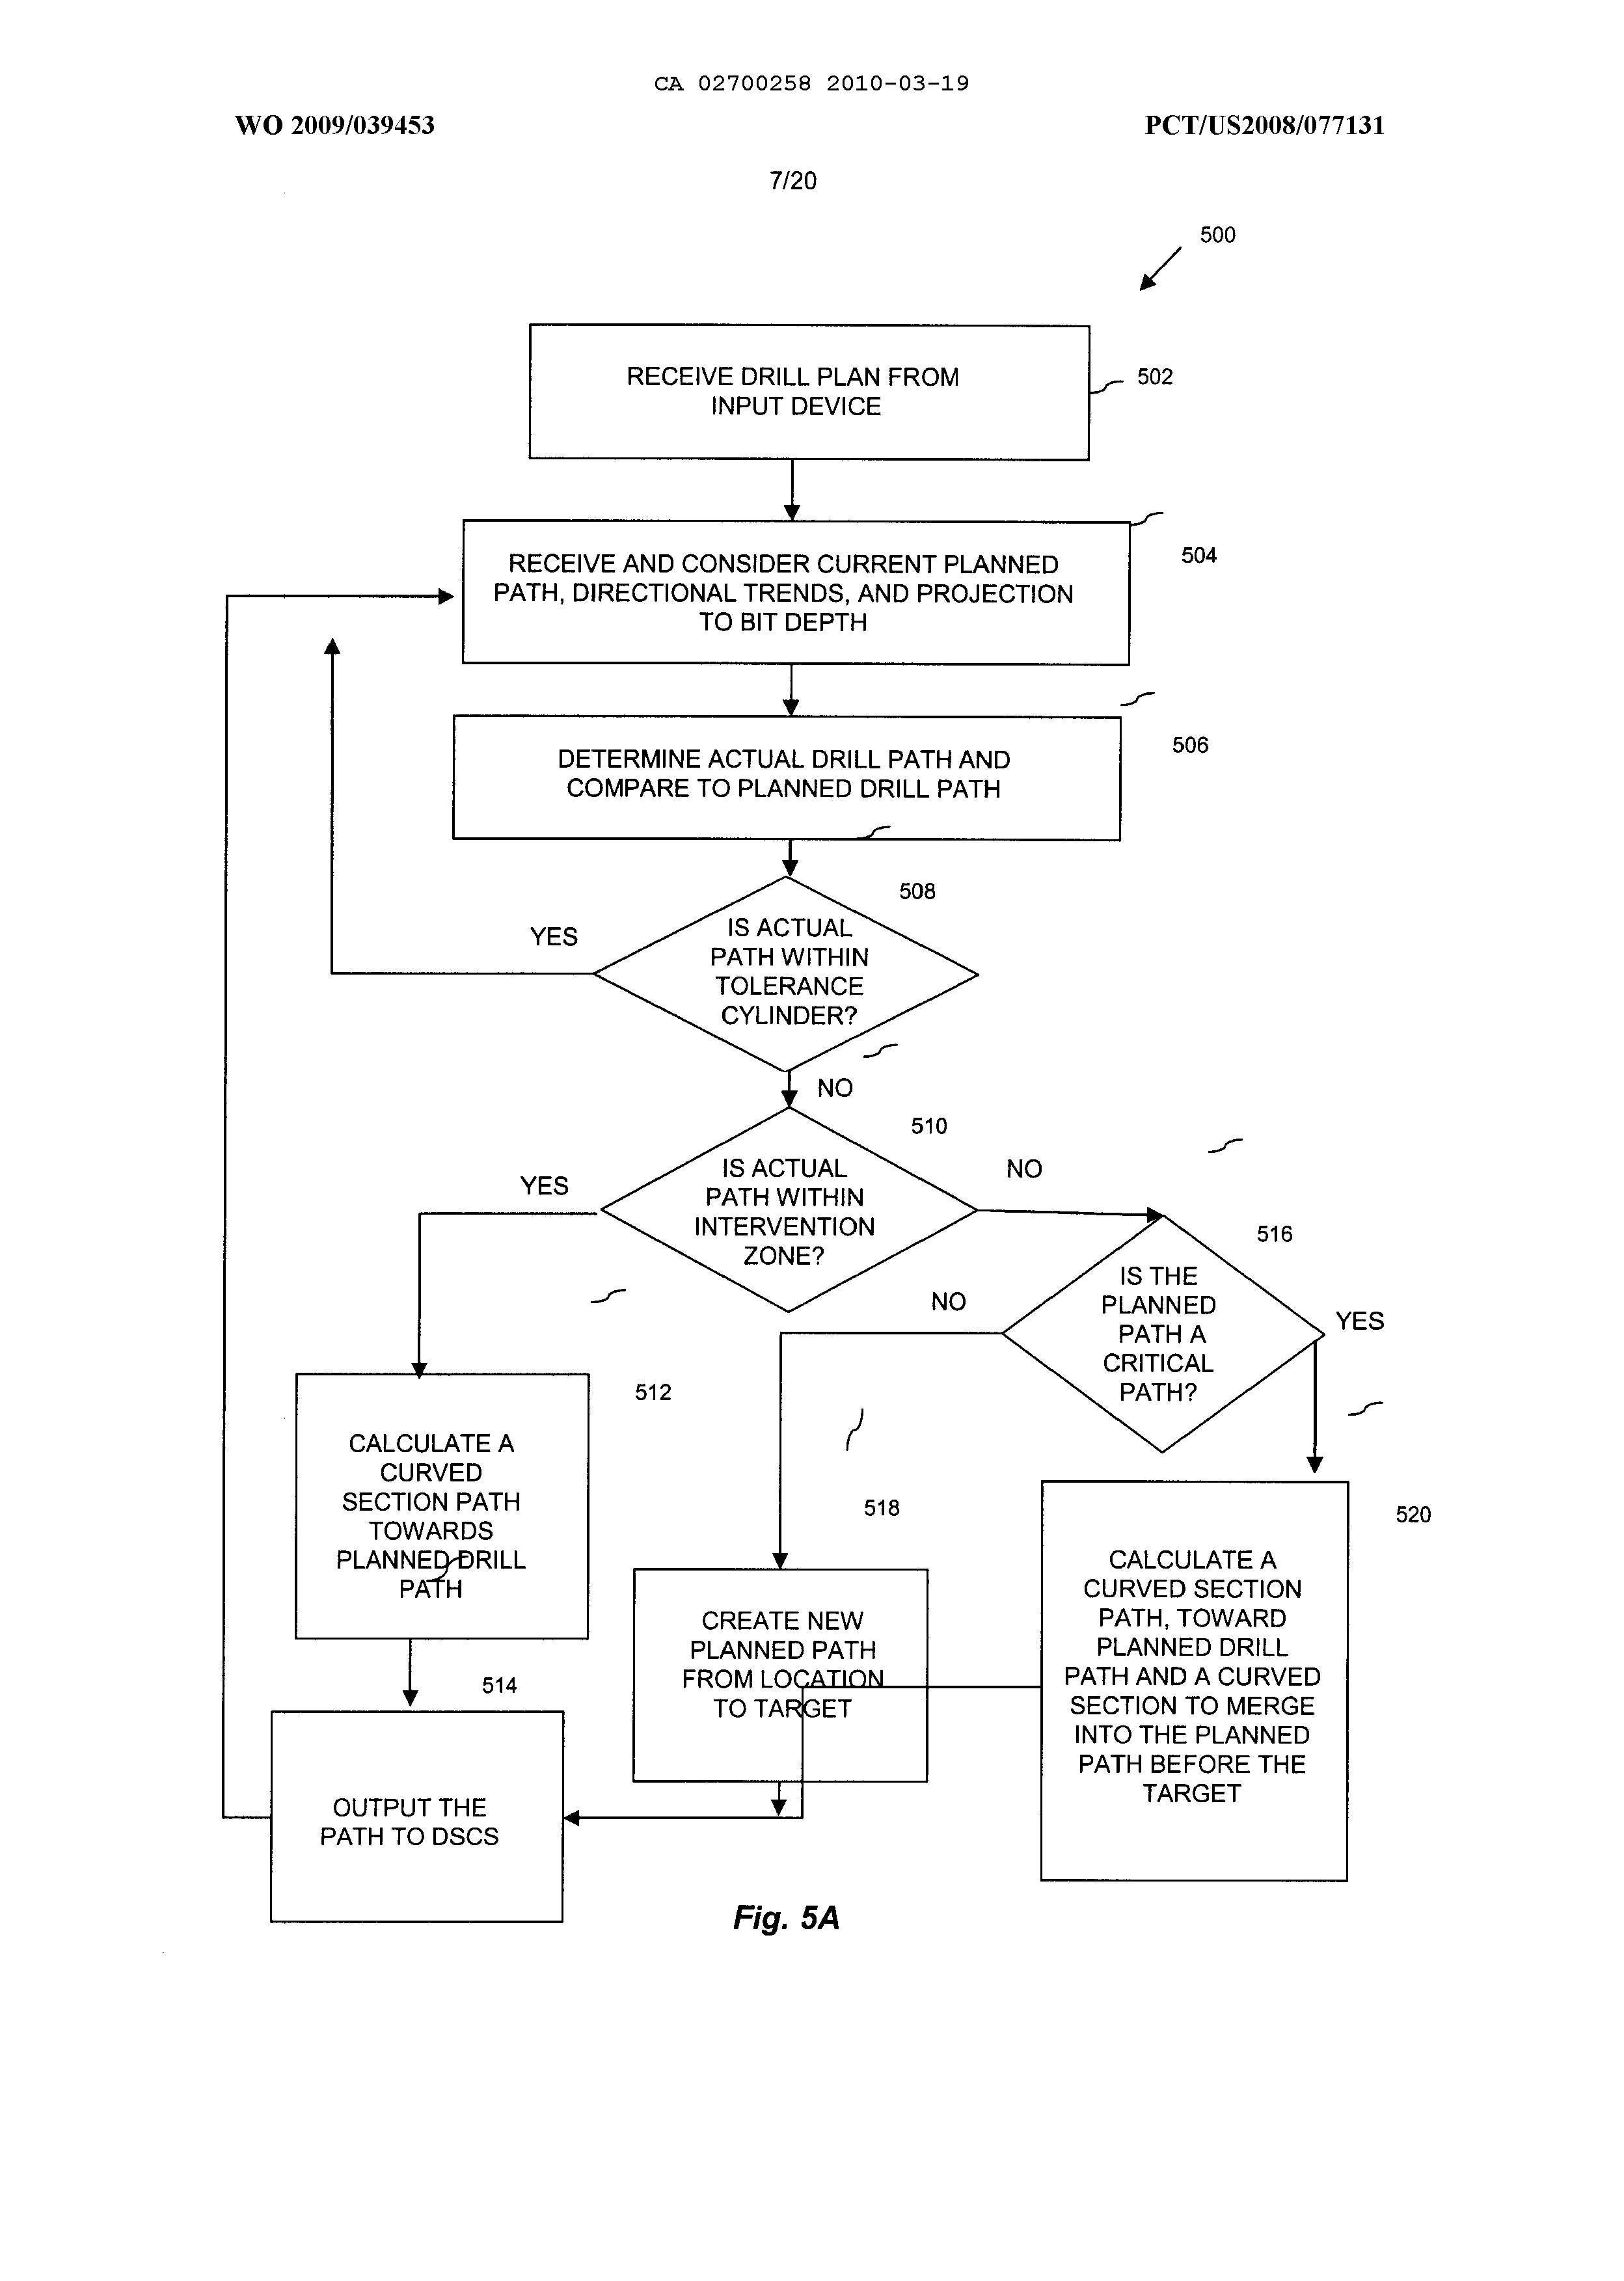 CA 02700258 2010-03-19
WO 2009/039453
PCT/US2008/077131
7/20
500
RECEIVE DRILL PLAN FROM
INPUT DEVICE
502
RECEIVE AND CONSIDER CURRENT PLANNED
PATH, DIRECTIONAL TRENDS, AND PROJECTION
TO BIT DEPTH
504
DETERMINE ACTUAL DRILL PATH AND
COMPARE TO PLANNED DRILL PATH
506
508
YES
IS ACTUAL
PATH WITHIN
TOLERANCE
CYLINDER?
NO
510
YES
IS ACTUAL
PATH WITHIN
INTERVENTION
ZONE?
NO
516
NO
IS THE
PLANNED
PATH A
CRITICAL
PATH?
YES
512
CALCULATE A
CURVED
SECTION PATH
TOWARDS
PLANNED DRILL
PATH
518
520
CREATE NEW
PLANNED PATH
FROM LOCATION
TO TARGET
CALCULATE A
CURVED SECTION
PATH, TOWARD
PLANNED DRILL
PATH AND A CURVED
SECTION TO MERGE
INTO THE PLANNED
PATH BEFORE THE
TARGET
514
OUTPUT THE
PATH TO DSCS
Fig. 5A